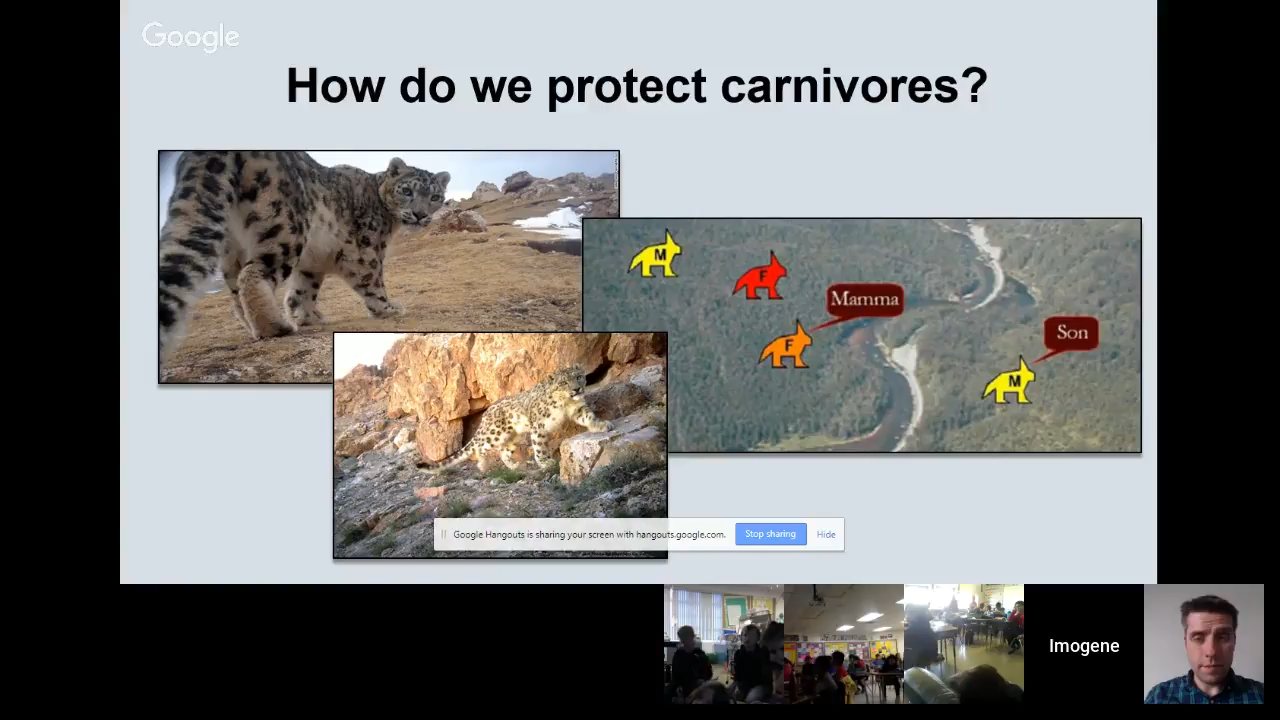 Google
How do we protect carnivores?
M
F
Mamma
F
Son
M
Google Hangouts is sharing your screen with hangouts.google.com.
Stop sharing
Hide
Imogene